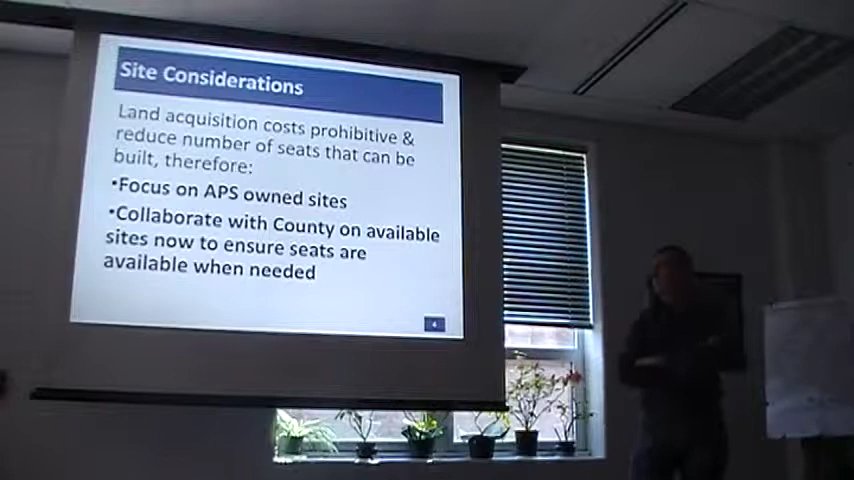 Site Considerations
Land acquisition costs prohibitive &
reduce number of seats that can be
built, therefore:
•Focus on APS owned sites
•Collaborate with County on available
sites now to ensure seats are
available when needed
4